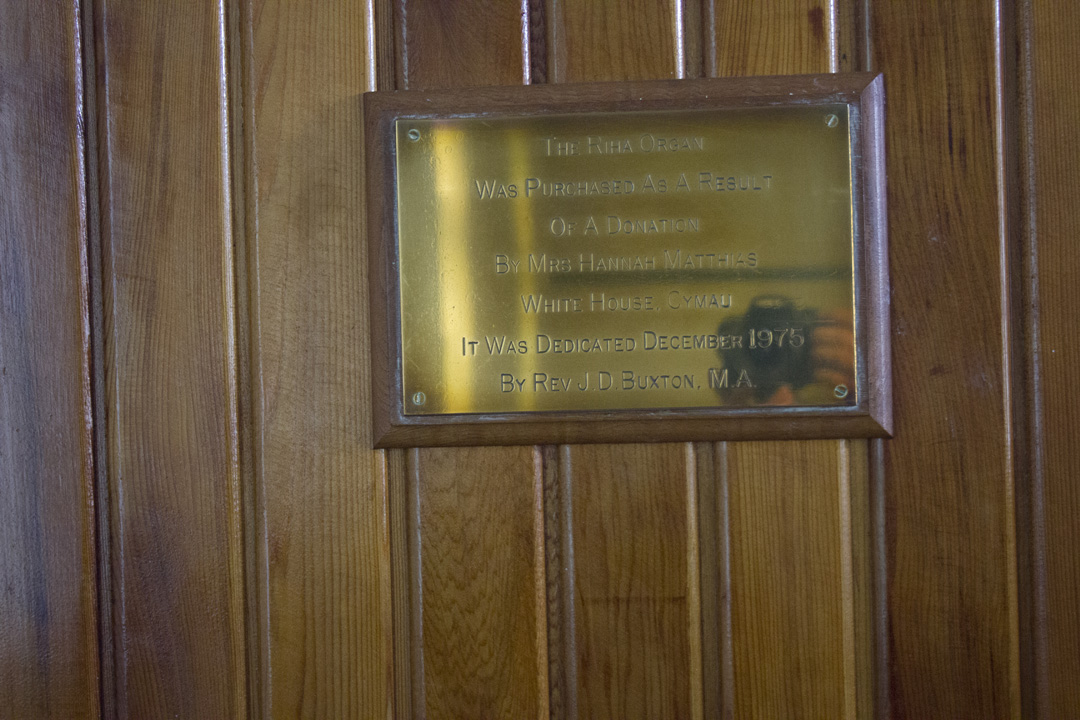 The Riha Organ
Was Purchased As A Result
Of A Donation
By Mrs Hannah Matthias
White House, Cymau
It Was Dedicated December 1975
By Rev J. D. Buxton, M.A.